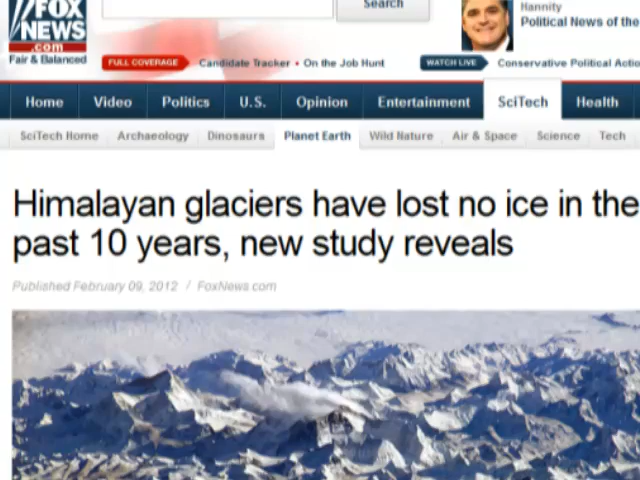 FOX
NEWS
.com
Fair & Balanced
Search
Hannity
Political News of the
FULL COVERAGE
Candidate Tracker • On the Job Hunt
WATCH LIVE
Conservative Political Actio
Home Video Politics U.S. Opinion Entertainment SciTech Health
SciTech Home Archaeology Dinosaurs Planet Earth Wild Nature Air & Space Science Tech
Himalayan glaciers have lost no ice in the
past 10 years, new study reveals
Published February 09, 2012 / FoxNews.com